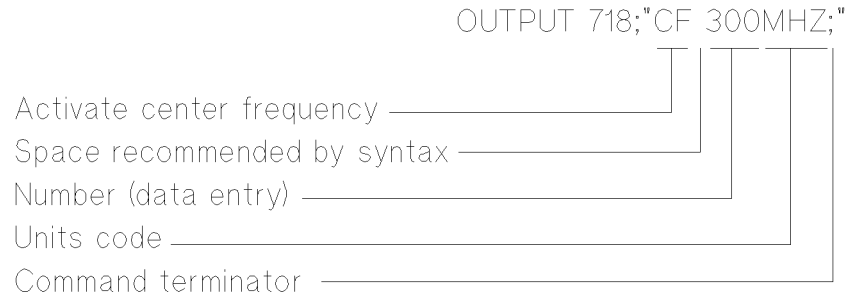 OUTPUT 718;"CF 300MHZ;"
Activate center frequency
Space recommended by syntax
Number (data entry)
Units code
Command terminator